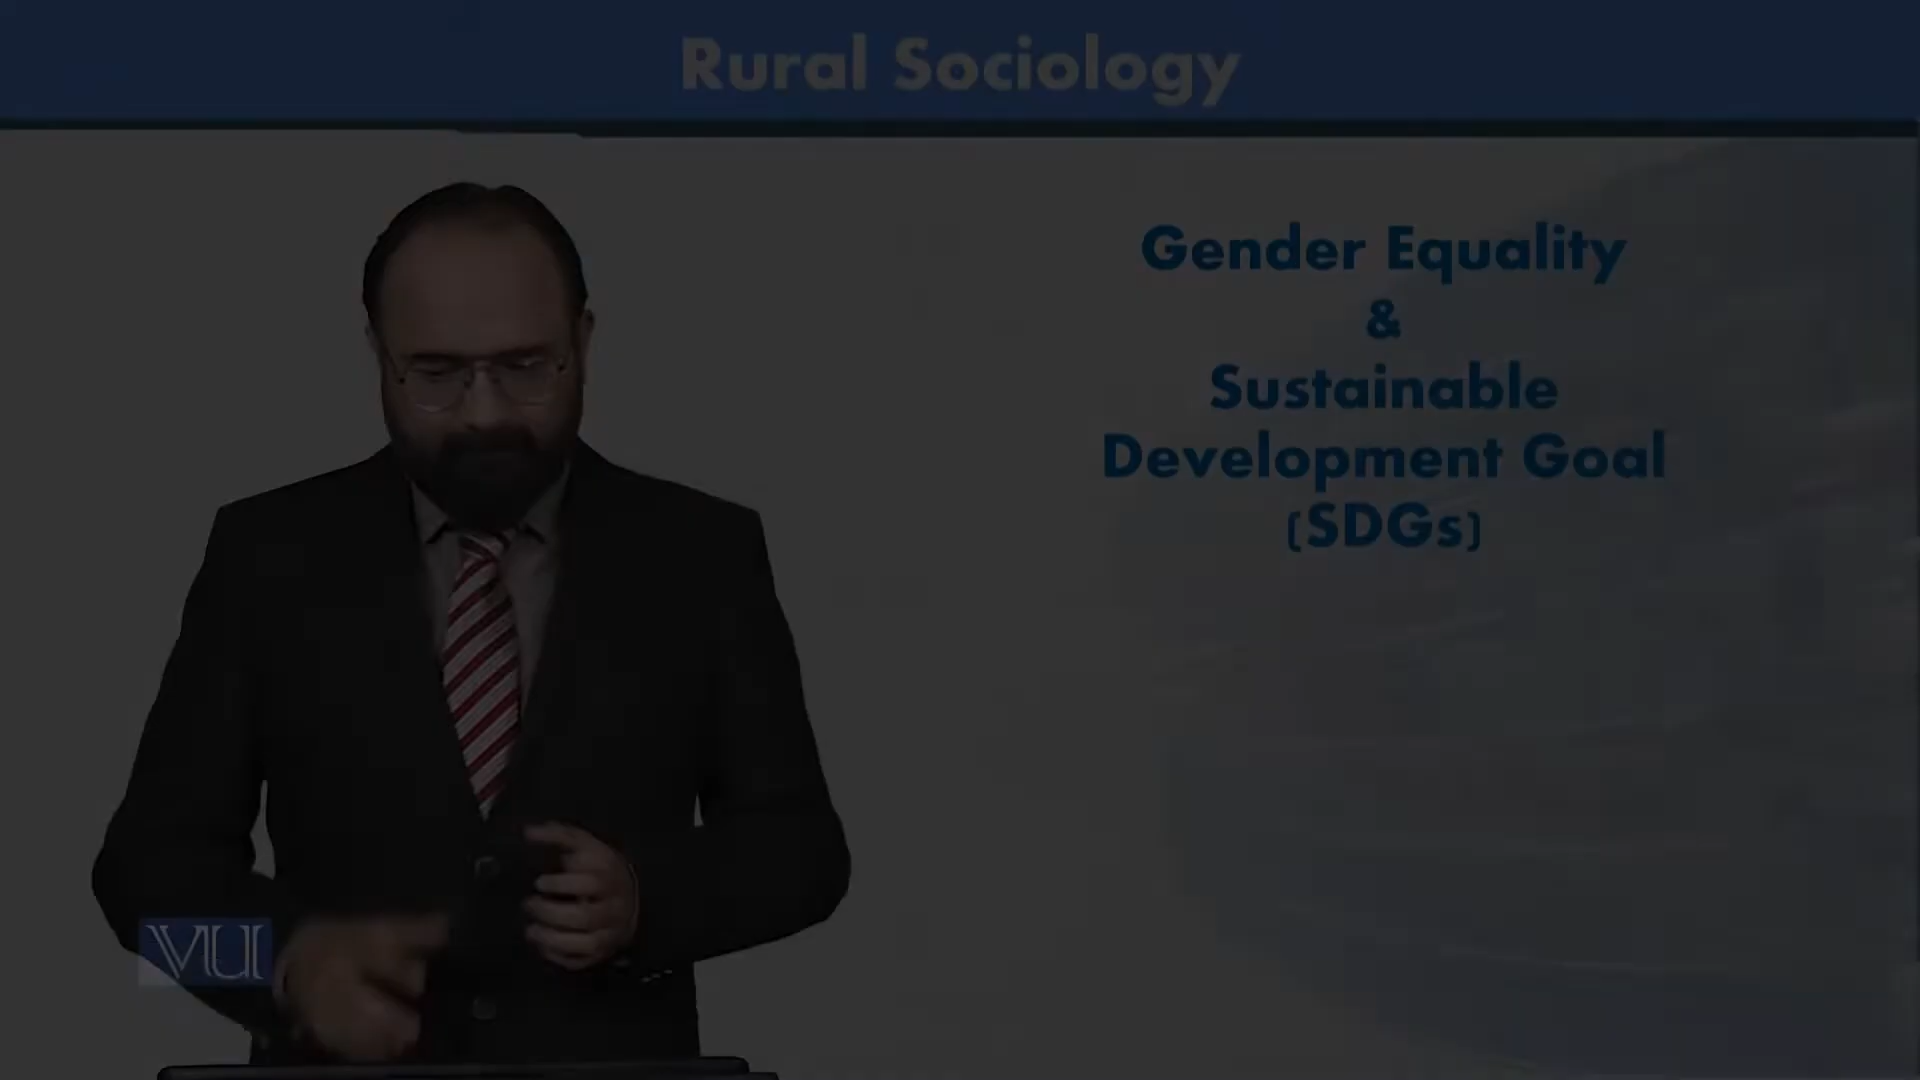 Rural Sociology
Gender Equality
&
Sustainable
Development Goal
(SDGs)
VU